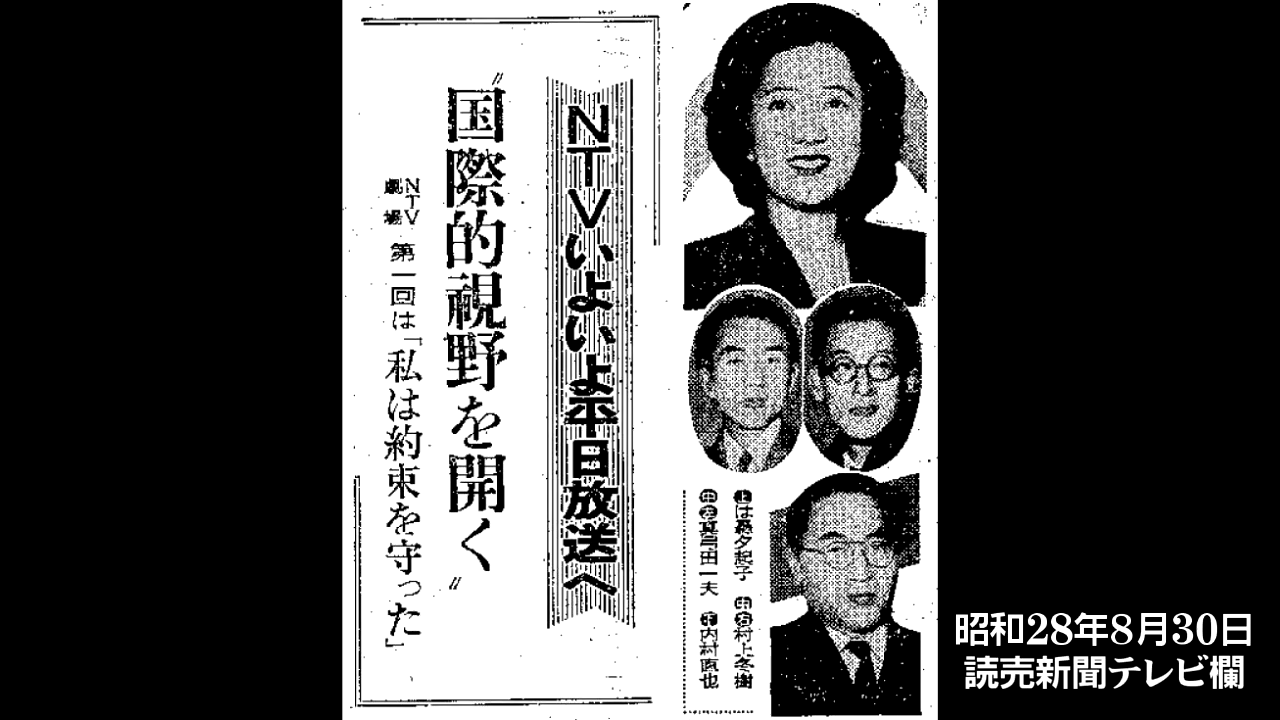 NTVいよいよ平日放送へ
“国際的視野を開く”
NTV劇場 第一回は「私は約束を守った」
上は轟夕起子 中右村上冬樹
中左真弓田一夫 下内村直也
昭和28年8月30日
読売新聞テレビ欄